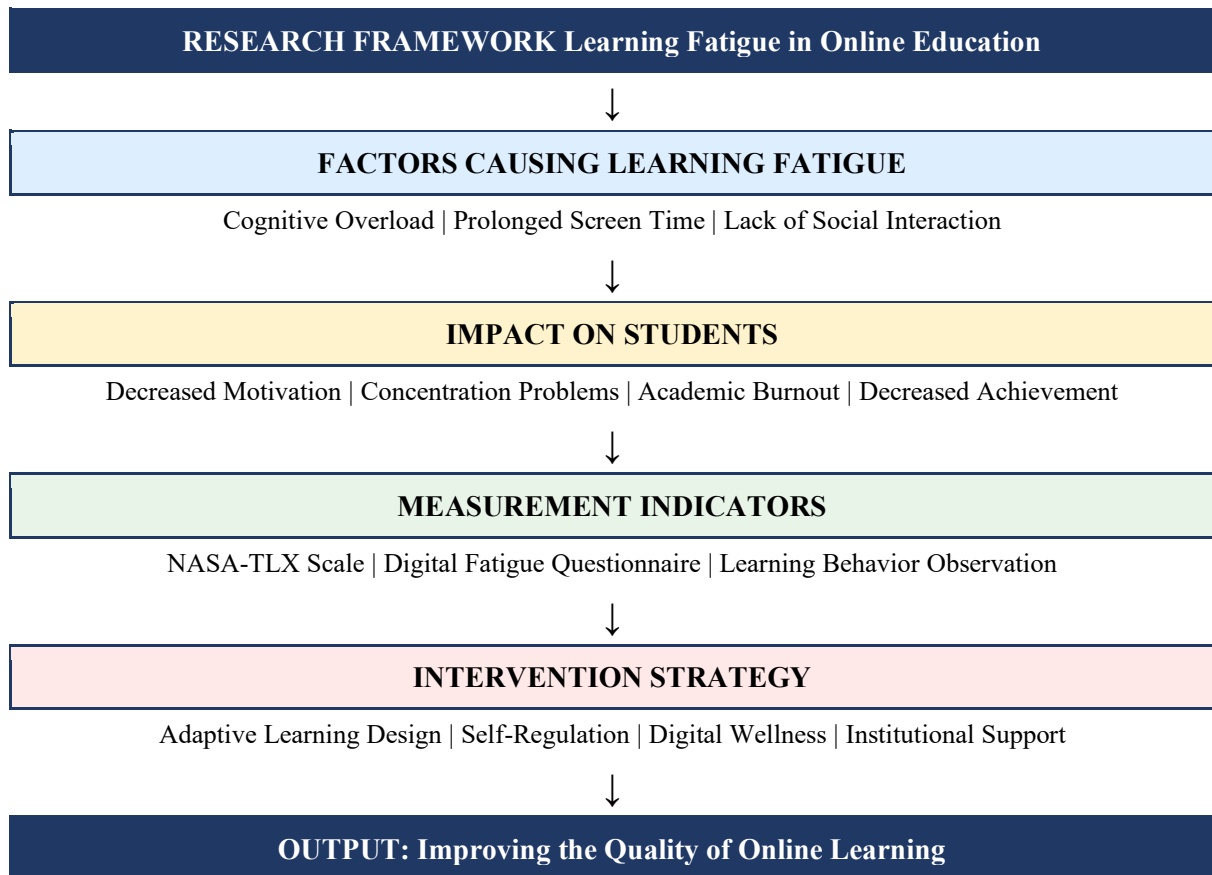 RESEARCH FRAMEWORK Learning Fatigue in Online Education
↓
FACTORS CAUSING LEARNING FATIGUE
Cognitive Overload | Prolonged Screen Time | Lack of Social Interaction
↓
IMPACT ON STUDENTS
Decreased Motivation | Concentration Problems | Academic Burnout | Decreased Achievement
↓
MEASUREMENT INDICATORS
NASA-TLX Scale | Digital Fatigue Questionnaire | Learning Behavior Observation
↓
INTERVENTION STRATEGY
Adaptive Learning Design | Self-Regulation | Digital Wellness | Institutional Support
↓
OUTPUT: Improving the Quality of Online Learning